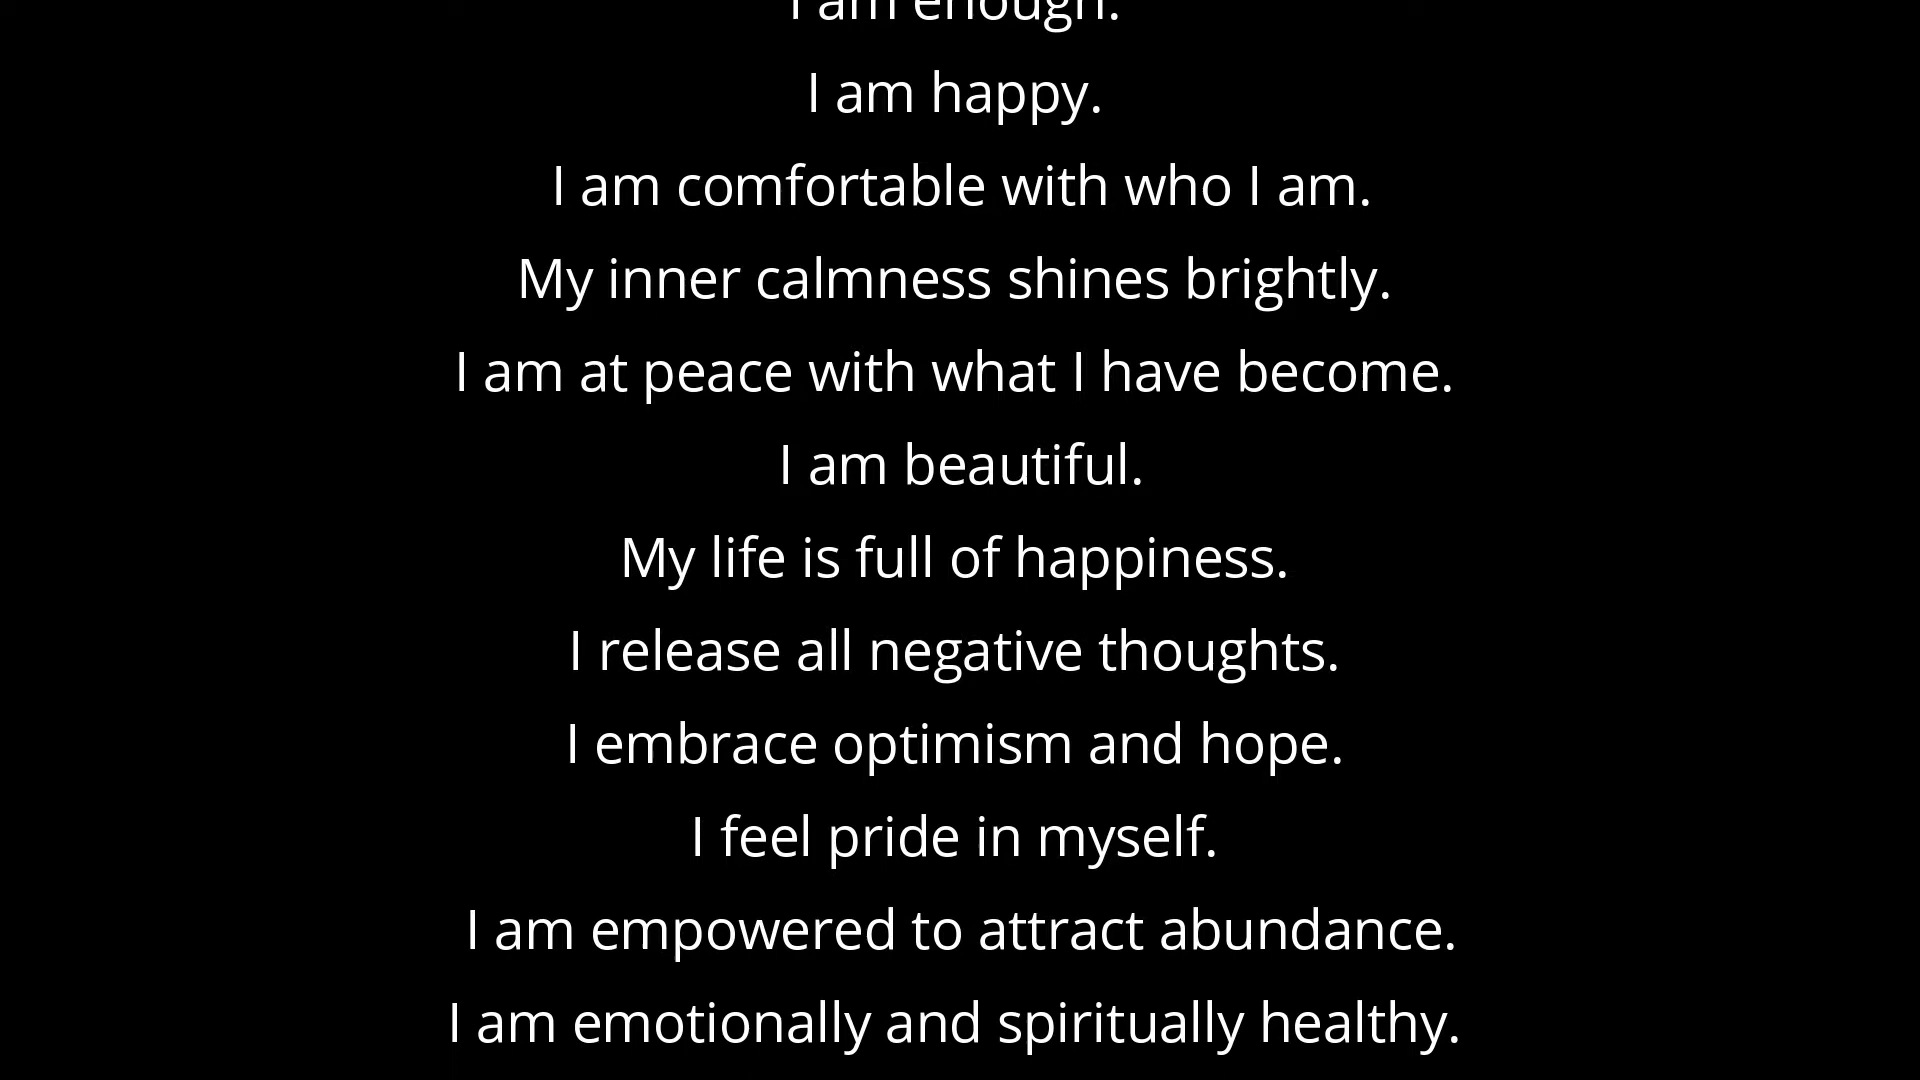 I am enough.
I am happy.
I am comfortable with who I am.
My inner calmness shines brightly.
I am at peace with what I have become.
I am beautiful.
My life is full of happiness.
I release all negative thoughts.
I embrace optimism and hope.
I feel pride in myself.
I am empowered to attract abundance.
I am emotionally and spiritually healthy.